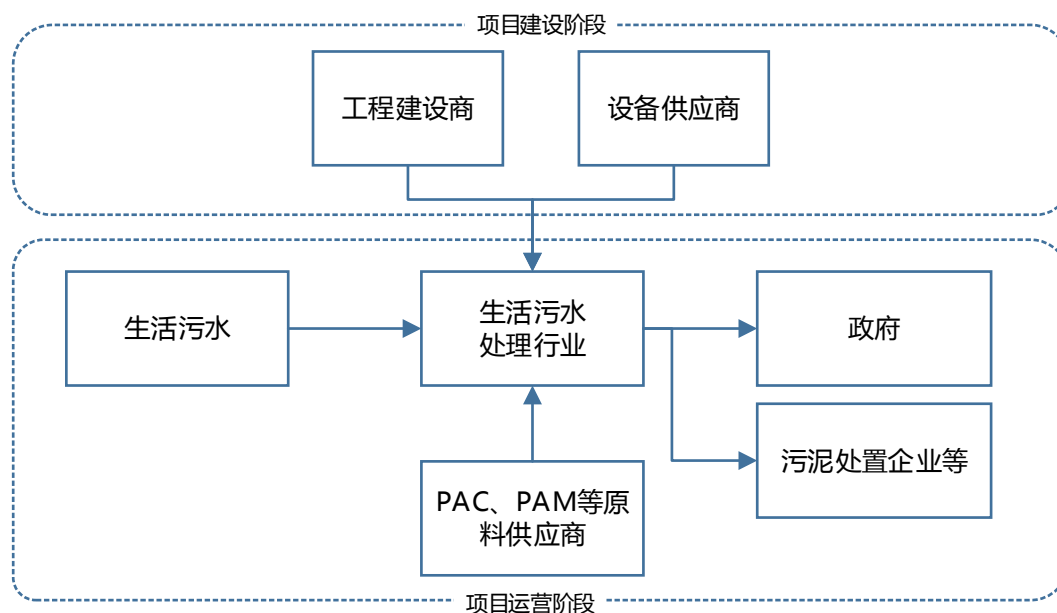 项目建设阶段
工程建设商
设备供应商
生活污水
生活污水
处理行业
政府
污泥处置企业等
PAC、PAM等原
料供应商
项目运营阶段